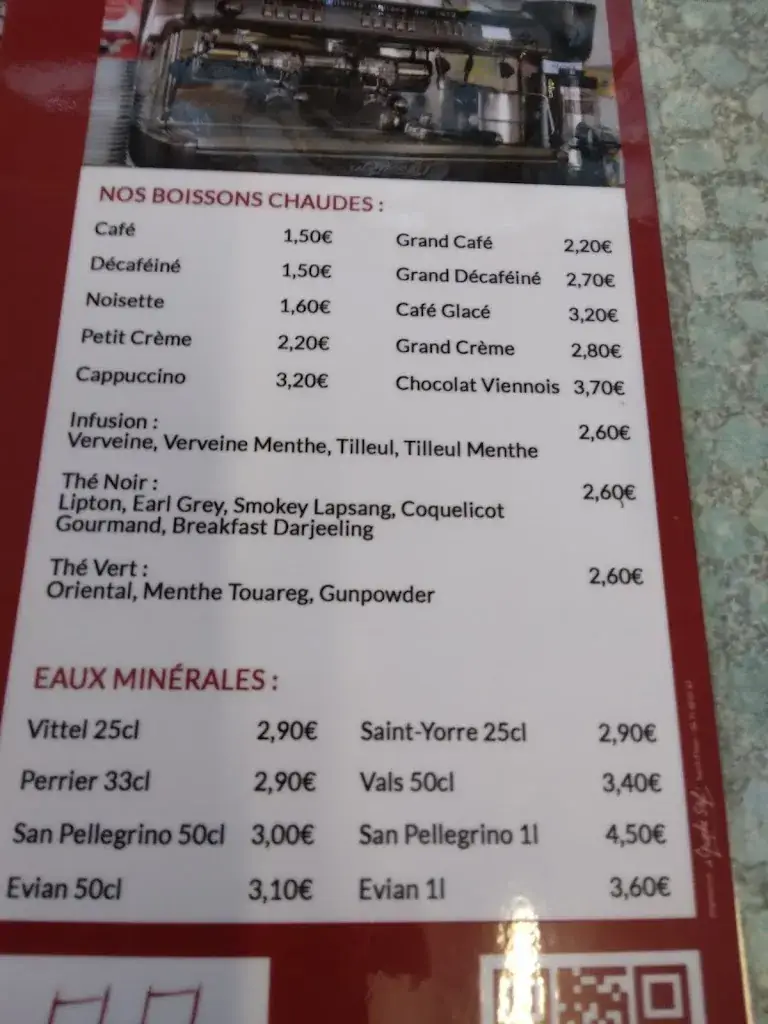 NOS BOISSONS CHAUDES :
Café 1,50€ Grand Café 2,20€
Décaféiné 1,50€ Grand Décaféiné 2,70€
Noisette 1,60€ Café Glacé 3,20€
Petit Crème 2,20€ Grand Crème 2,80€
Cappuccino 3,20€ Chocolat Viennois 3,70€
Infusion :
Verveine, Verveine Menthe, Tilleul, Tilleul Menthe 2,60€
Thé Noir :
Lipton, Earl Grey, Smokey Lapsang, Coquelicot 2,60€
Gourmand, Breakfast Darjeeling
Thé Vert :
Oriental, Menthe Touareg, Gunpowder 2,60€
EAUX MINÉRALES :
Vittel 25cl 2,90€ Saint-Yorre 25cl 2,90€
Perrier 33cl 2,90€ Vals 50cl 3,40€
San Pellegrino 50cl 3,00€ San Pellegrino 1l 4,50€
Evian 50cl 3,10€ Evian 1l 3,60€